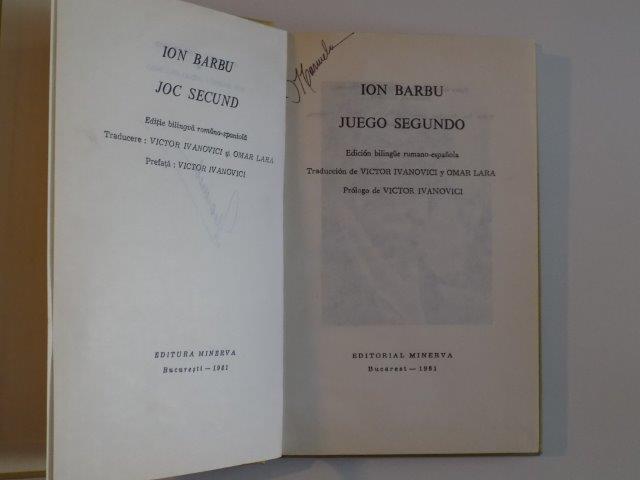 ION BARBU
JOC SECUND
Ediție bilingvă româno-spaniolă
Traducere : VICTOR IVANOVICI și OMAR LARA
Prefață : VICTOR IVANOVICI
EDITURA MINERVA
București — 1981
ION BARBU
JUEGO SEGUNDO
Edición bilingüe rumano-española
Traducción de VICTOR IVANOVICI y OMAR LARA
Prólogo de VICTOR IVANOVICI
EDITORIAL MINERVA
Bucarest — 1981